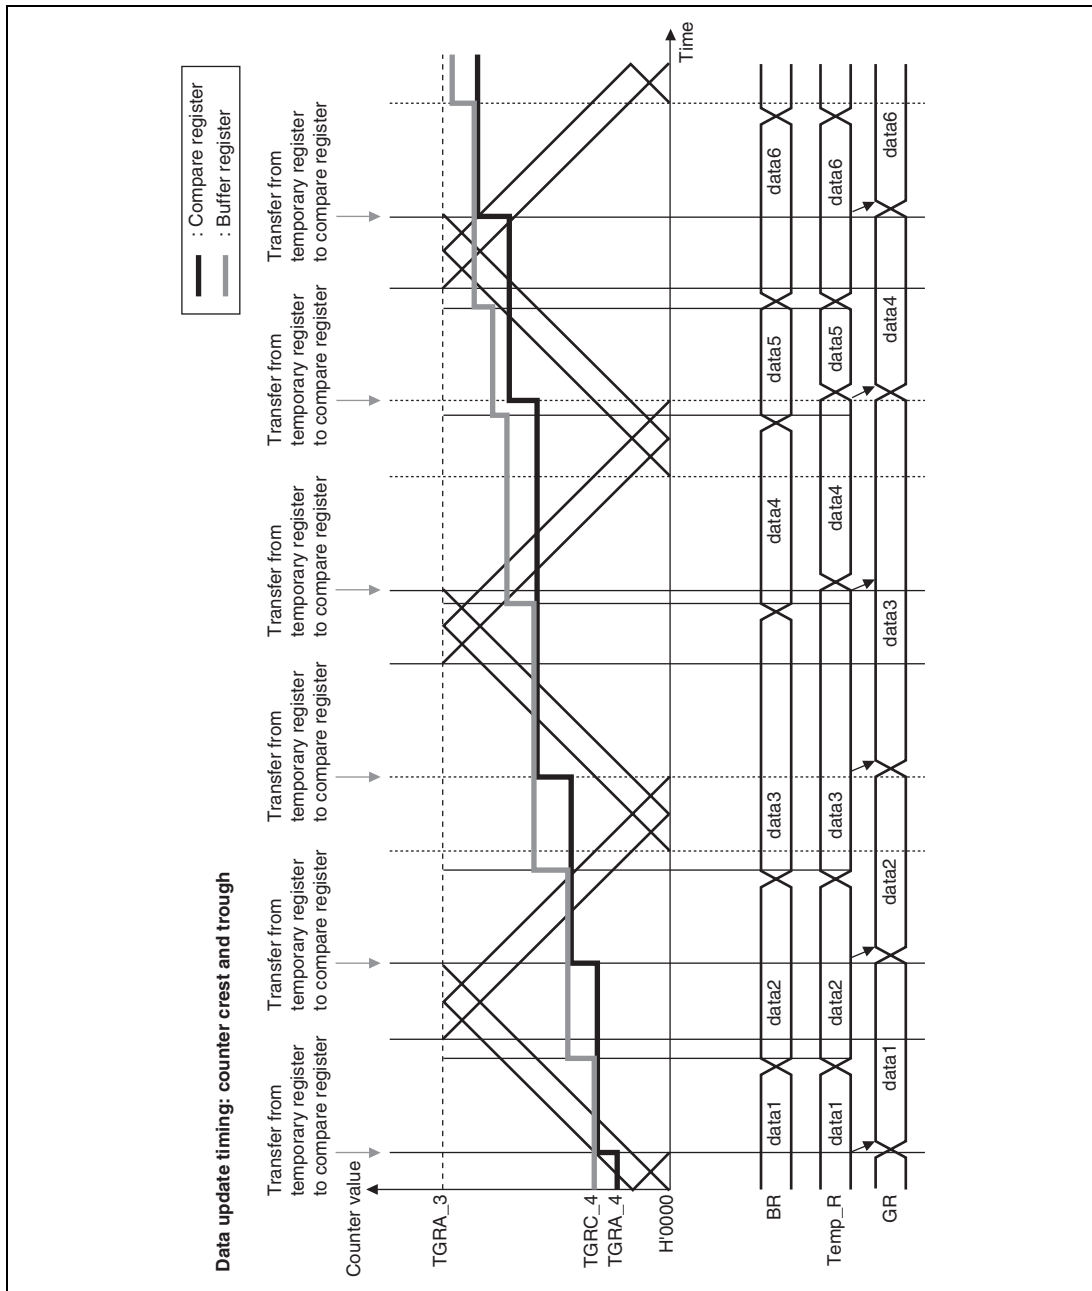 Data update timing: counter crest and trough
: Compare register
: Buffer register
Transfer from
temporary register
to compare register
Transfer from
temporary register
to compare register
Transfer from
temporary register
to compare register
Transfer from
temporary register
to compare register
Transfer from
temporary register
to compare register
Transfer from
temporary register
to compare register
Counter value
TGRA_3
TGRC_4
TGRA_4
H'0000
Time
BR
data1
data2
data3
data4
data5
data6
Temp_R
data1
data2
data3
data4
data5
data6
GR
data1
data2
data3
data4
data6